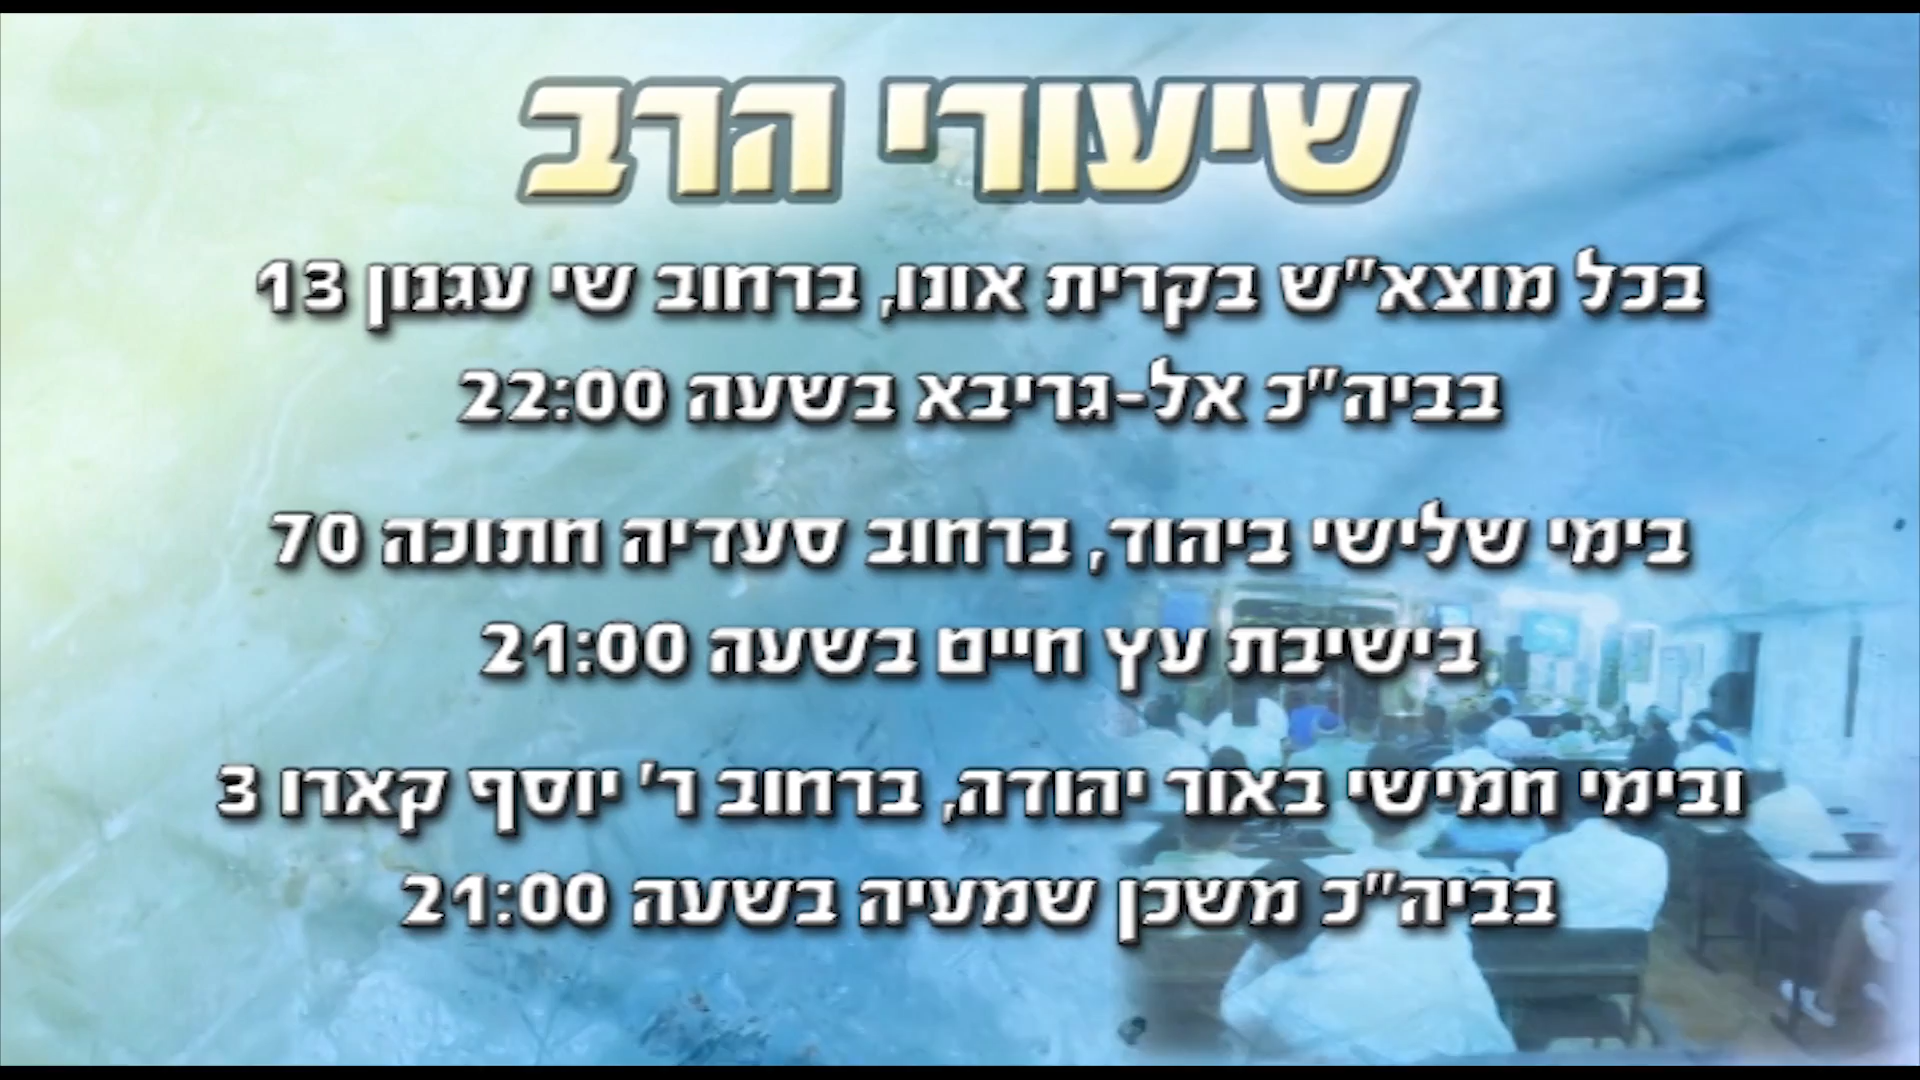 שיעורי הרב
בכל מוצא"ש בקרית אונו, ברחוב שי עגנון 13
בביה"כ אל-גריבא בשעה 22:00
בימי שלישי ביהוד, ברחוב סעדיה חתוכה 70
בישיבת עץ חיים בשעה 21:00
ובימי חמישי באור יהודה, ברחוב ר' יוסף קארו 3
בביה"כ משכן שמעיה בשעה 21:00